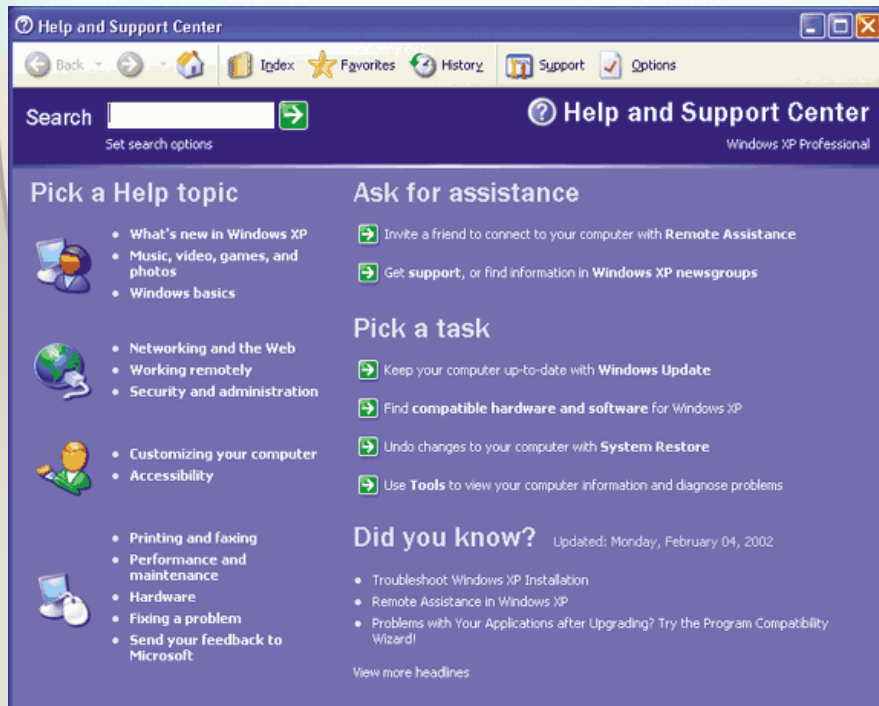 Help and Support Center
Back
Index
Favorites
History
Support
Options
Search
Set search options
Help and Support Center
Windows XP Professional
Pick a Help topic
What's new in Windows XP
Music, video, games, and
photos
Windows basics
Networking and the Web
Working remotely
Security and administration
Customizing your computer
Accessibility
Printing and faxing
Performance and
maintenance
Hardware
Fixing a problem
Send your feedback to
Microsoft
Ask for assistance
Invite a friend to connect to your computer with Remote Assistance
Get support, or find information in Windows XP newsgroups
Pick a task
Keep your computer up-to-date with Windows Update
Find compatible hardware and software for Windows XP
Undo changes to your computer with System Restore
Use Tools to view your computer information and diagnose problems
Did you know? Updated: Monday, February 04, 2002
Troubleshoot Windows XP Installation
Remote Assistance in Windows XP
Problems with Your Applications after Upgrading? Try the Program Compatibility
Wizard!
View more headlines